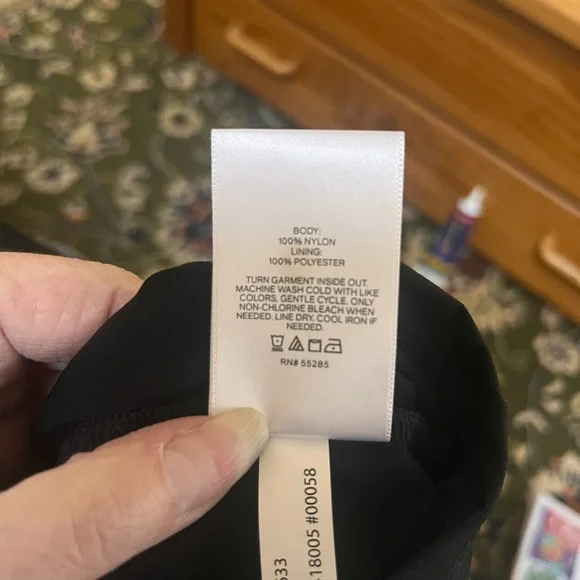 BODY:
100% NYLON
LINING:
100% POLYESTER
TURN GARMENT INSIDE OUT.
MACHINE WASH COLD WITH LIKE
COLORS, GENTLE CYCLE. ONLY
NON-CHLORINE BLEACH WHEN
NEEDED. LINE DRY. COOL IRON IF
NEEDED.
RN# 55285
18005 #00058
533